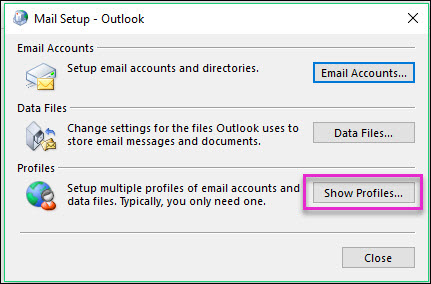 Mail Setup - Outlook
Email Accounts
Setup email accounts and directories.
Email Accounts...
Data Files
Change settings for the files Outlook uses to
store email messages and documents.
Data Files...
Profiles
Setup multiple profiles of email accounts and
data files. Typically, you only need one.
Show Profiles...
Close